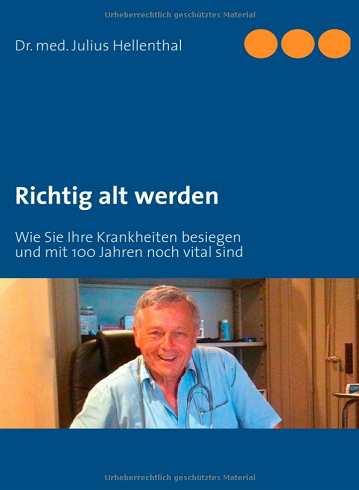 Urheberrechtlich geschütztes Material
Dr. med. Julius Hellenthal
Richtig alt werden
Wie Sie Ihre Krankheiten besiegen
und mit 100 Jahren noch vital sind
Urheberrechtlich geschütztes Material